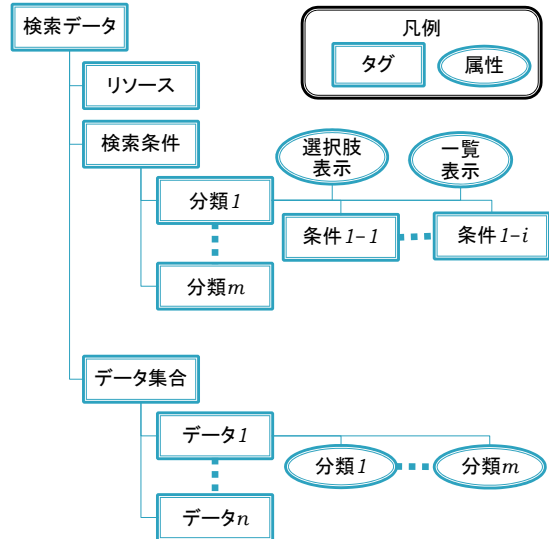 検索データ
凡例
タグ
属性
リソース
検索条件
選択肢
表示
一覧
表示
分類1
条件1-1
条件1-i
分類m
データ集合
データ1
分類1
分類m
データn